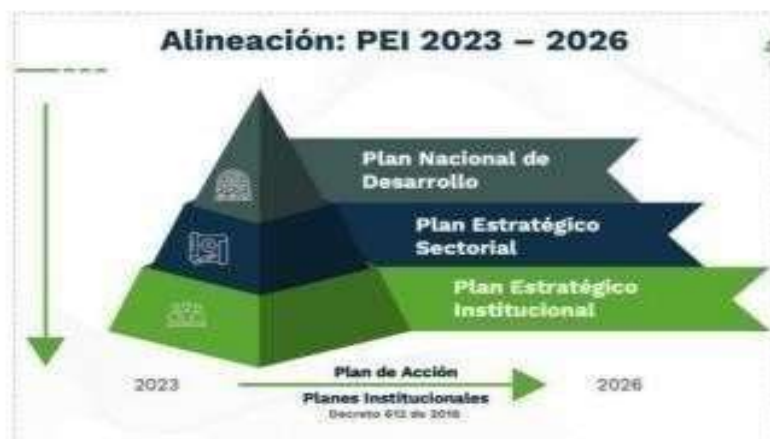 Alineación: PEI 2023 – 2026
Plan Nacional de
Desarrollo
Plan Estratégico
Sectorial
Plan Estratégico
Institucional
2023
Plan de Acción
2026
Planes Institucionales
Decreto 612 de 2018